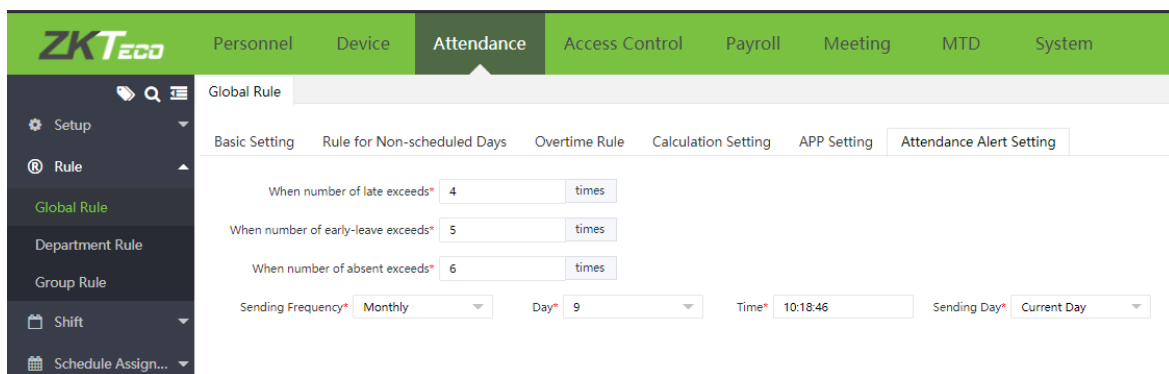 ZKTECO Personnel Device Attendance Access Control Payroll Meeting MTD System
Global Rule
Setup
Basic Setting Rule for Non-scheduled Days Overtime Rule Calculation Setting APP Setting Attendance Alert Setting
® Rule
When number of late exceeds* 4 times
Global Rule
When number of early-leave exceeds* 5 times
Department Rule
When number of absent exceeds* 6 times
Group Rule
Sending Frequency* Monthly Day* 9 Time* 10:18:46 Sending Day* Current Day
Shift
Schedule Assign...